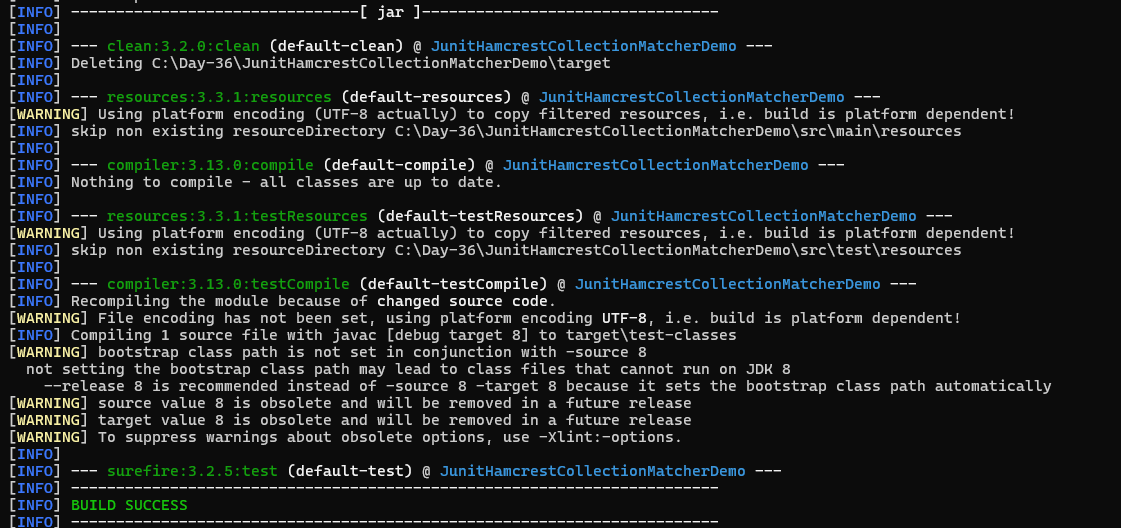 [INFO] --------------------------------[ jar ]---------------------------------
[INFO]
[INFO] --- clean:3.2.0:clean (default-clean) @ JunitHamcrestCollectionMatcherDemo ---
[INFO] Deleting C:\Day-36\JunitHamcrestCollectionMatcherDemo\target
[INFO]
[INFO] --- resources:3.3.1:resources (default-resources) @ JunitHamcrestCollectionMatcherDemo ---
[WARNING] Using platform encoding (UTF-8 actually) to copy filtered resources, i.e. build is platform dependent!
[INFO] skip non existing resourceDirectory C:\Day-36\JunitHamcrestCollectionMatcherDemo\src\main\resources
[INFO]
[INFO] --- compiler:3.13.0:compile (default-compile) @ JunitHamcrestCollectionMatcherDemo ---
[INFO] Nothing to compile - all classes are up to date.
[INFO]
[INFO] --- resources:3.3.1:testResources (default-testResources) @ JunitHamcrestCollectionMatcherDemo ---
[WARNING] Using platform encoding (UTF-8 actually) to copy filtered resources, i.e. build is platform dependent!
[INFO] skip non existing resourceDirectory C:\Day-36\JunitHamcrestCollectionMatcherDemo\src\test\resources
[INFO]
[INFO] --- compiler:3.13.0:testCompile (default-testCompile) @ JunitHamcrestCollectionMatcherDemo ---
[INFO] Recompiling the module because of changed source code.
[WARNING] File encoding has not been set, using platform encoding UTF-8, i.e. build is platform dependent!
[INFO] Compiling 1 source file with javac [debug target 8] to target\test-classes
[WARNING] bootstrap class path is not set in conjunction with -source 8
  not setting the bootstrap class path may lead to class files that cannot run on JDK 8
    --release 8 is recommended instead of -source 8 -target 8 because it sets the bootstrap class path automatically
[WARNING] source value 8 is obsolete and will be removed in a future release
[WARNING] target value 8 is obsolete and will be removed in a future release
[WARNING] To suppress warnings about obsolete options, use -Xlint:-options.
[INFO]
[INFO] --- surefire:3.2.5:test (default-test) @ JunitHamcrestCollectionMatcherDemo ---
[INFO] ------------------------------------------------------------------------
[INFO] BUILD SUCCESS
[INFO] ------------------------------------------------------------------------